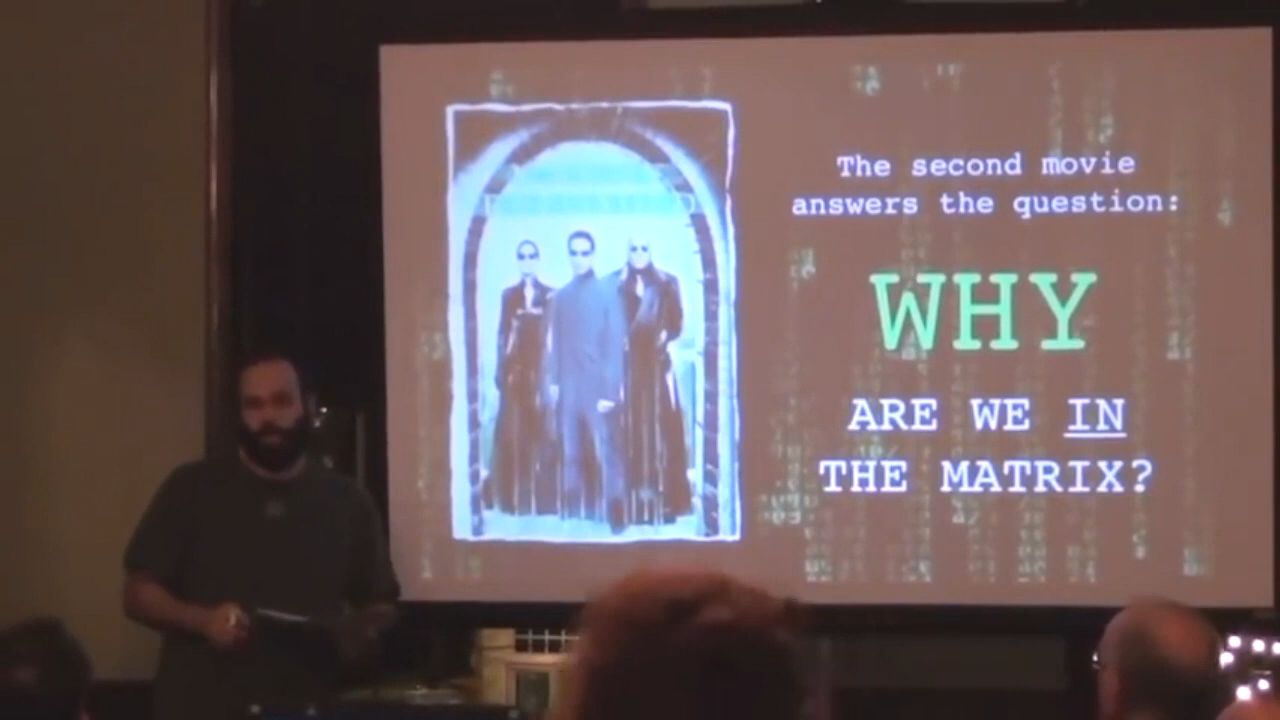 The second movie
answers the question:
WHY
ARE WE IN
THE MATRIX?